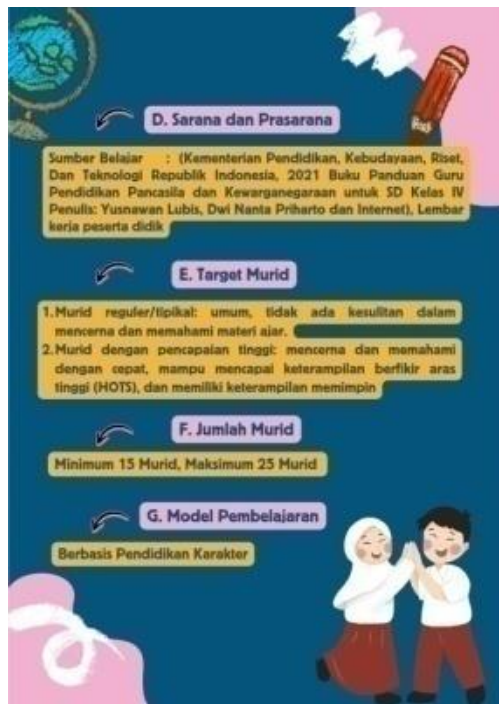 D. Sarana dan Prasarana
Sumber Belajar : (Kementerian Pendidikan, Kebudayaan, Riset,
Dan Teknologi Republik Indonesia, 2021 Buku Panduan Guru
Pendidikan Pancasila dan Kewarganegaraan untuk SD Kelas IV
Penulis: Yusnawan Lubis, Dwi Nanta Priharto dan Internet), Lembar
kerja peserta didik
E. Target Murid
1.Murid reguler/tipikal: umum, tidak ada kesulitan dalam
mencerna dan memahami materi ajar.
2.Murid dengan pencapaian tinggi: mencerna dan memahami
dengan cepat, mampu mencapai keterampilan berfikir aras
tinggi (HOTS), dan memiliki keterampilan memimpin
F. Jumlah Murid
Minimum 15 Murid, Maksimum 25 Murid
G. Model Pembelajaran
Berbasis Pendidikan Karakter